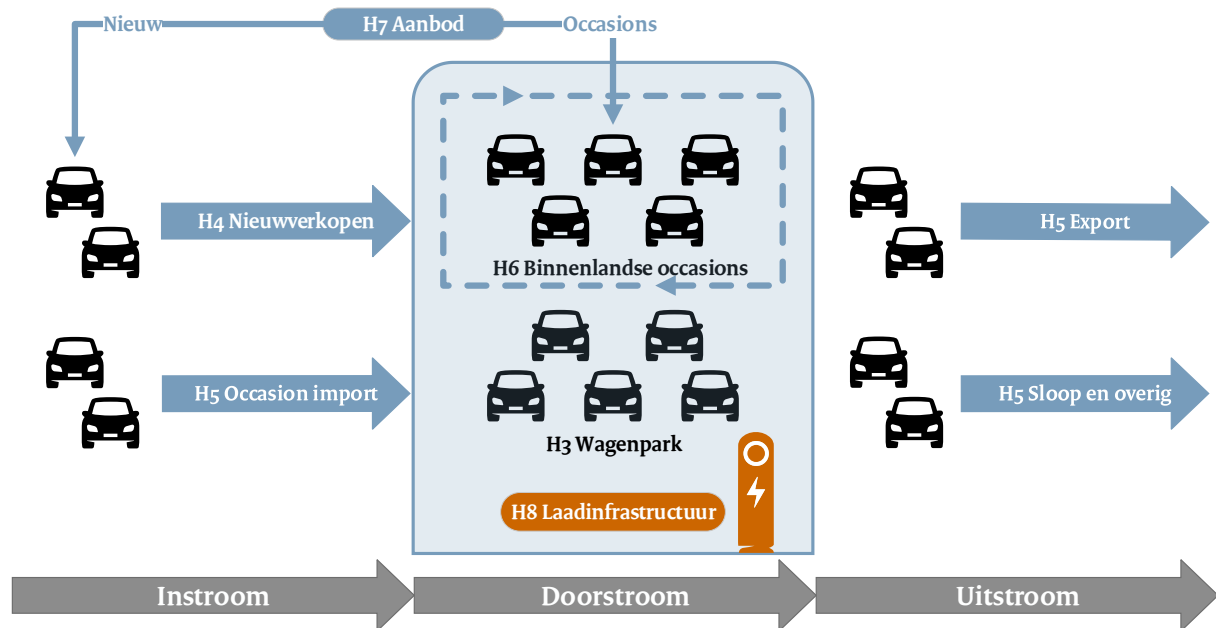 Nieuw
H7 Aanbod
Occasions
H4 Nieuwverkopen
H6 Binnenlandse occasions
H5 Export
H5 Occasion import
H5 Sloop en overig
H3 Wagenpark
H8 Laadinfrastructuur
Instroom
Doorstroom
Uitstroom